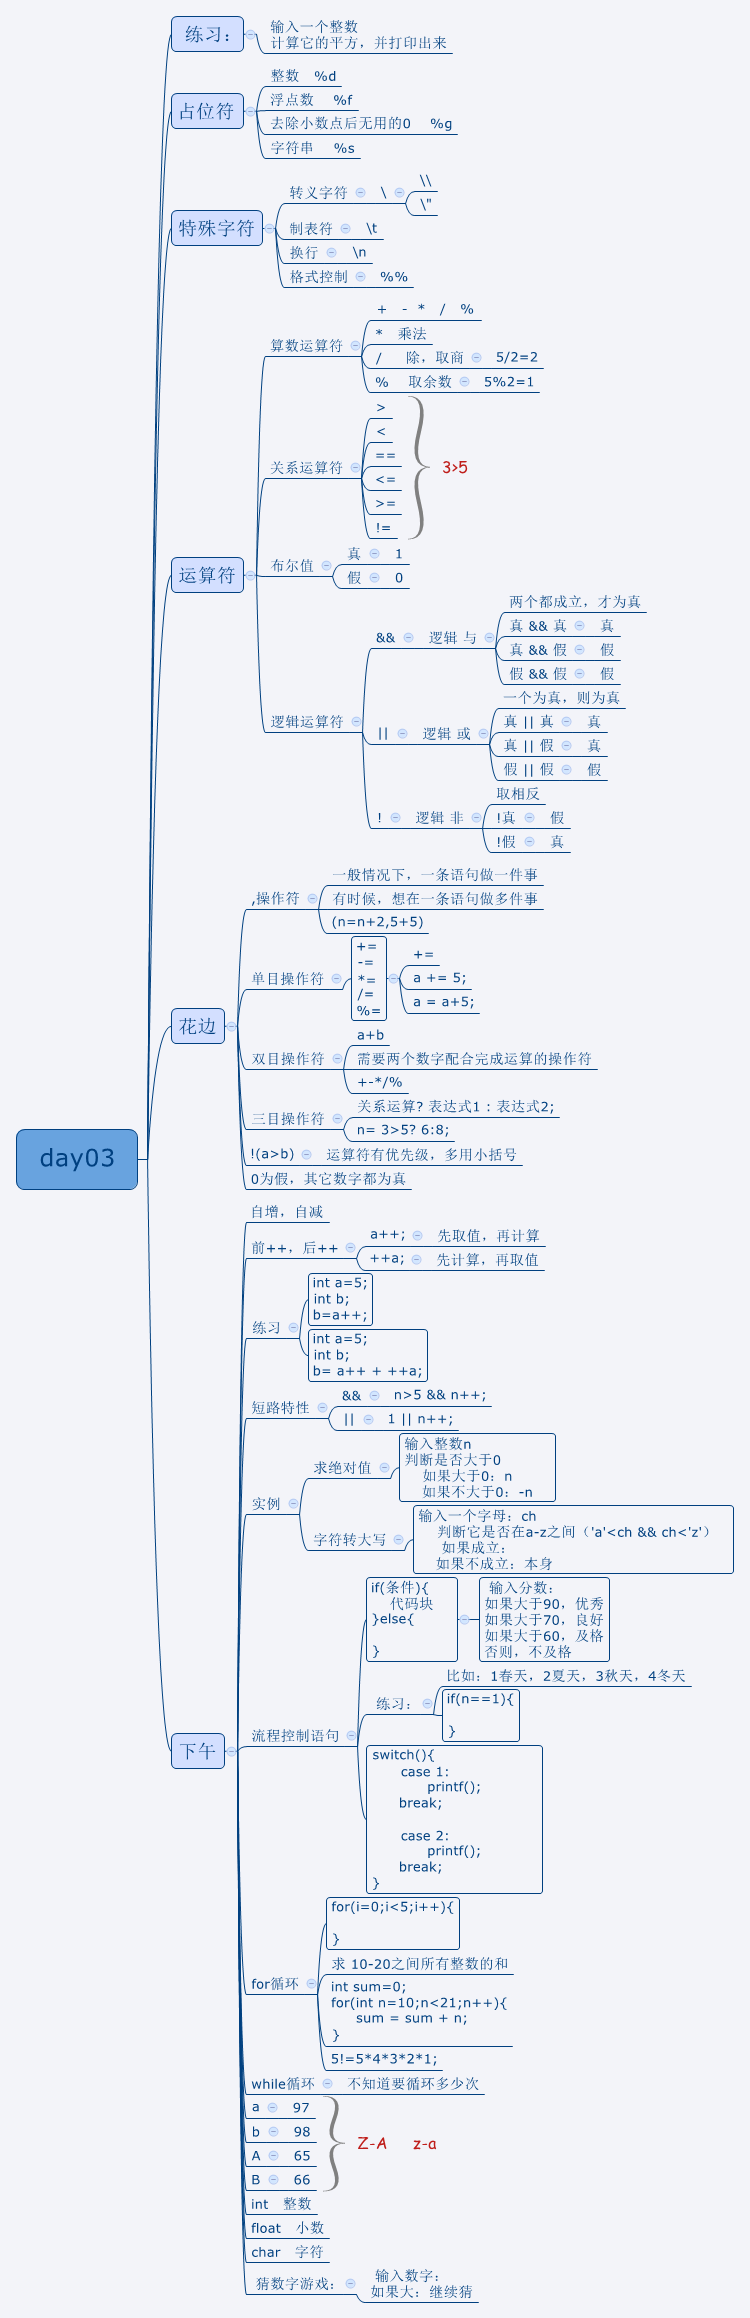 day03
练习：
输入一个整数
计算它的平方，并打印出来
占位符
整数 %d
浮点数 %f
去除小数点后无用的0 %g
字符串 %s
特殊字符
转义字符 \
\\
\"
制表符 \t
换行 \n
格式控制 %%
运算符
算数运算符
+ - * / %
* 乘法
/ 除，取商 5/2=2
% 取余数 5%2=1
关系运算符
>
<
==
<=
>=
!=
3>5
布尔值
真 1
假 0
逻辑运算符
&& 逻辑 与
两个都成立，才为真
真 && 真 真
真 && 假 假
假 && 假 假
|| 逻辑 或
一个为真，则为真
真 || 真 真
真 || 假 真
假 || 假 假
! 逻辑 非
取相反
!真 假
!假 真
花边
,操作符
一般情况下，一条语句做一件事
有时候，想在一条语句做多件事
(n=n+2,5+5)
单目操作符
+=
-=
*=
/=
%=
+=
a += 5;
a = a+5;
双目操作符
a+b
需要两个数字配合完成运算的操作符
+-*/%
三目操作符
关系运算? 表达式1 : 表达式2;
n= 3>5? 6:8;
!(a>b) 运算符有优先级，多用小括号
0为假，其它数字都为真
下午
自增，自减
前++，后++
a++; 先取值，再计算
++a; 先计算，再取值
练习
int a=5;
int b;
b=a++;
int a=5;
int b;
b= a++ + ++a;
短路特性
&& n>5 && n++;
|| 1 || n++;
实例
求绝对值
输入整数n
判断是否大于0
如果大于0：n
如果不大于0：-n
字符转大写
输入一个字母：ch
判断它是否在a-z之间（'a'<ch && ch<'z'）
如果成立：
如果不成立：本身
流程控制语句
if(条件){
代码块
}else{
}
输入分数：
如果大于90，优秀
如果大于70，良好
如果大于60，及格
否则，不及格
练习：
比如：1春天，2夏天，3秋天，4冬天
if(n==1){
}
switch(){
case 1:
printf();
break;
case 2:
printf();
break;
}
for循环
for(i=0;i<5;i++){
}
求 10-20之间所有整数的和
int sum=0;
for(int n=10;n<21;n++){
sum = sum + n;
}
5!=5*4*3*2*1;
while循环 不知道要循环多少次
a 97
b 98
A 65
B 66
Z-A z-a
int 整数
float 小数
char 字符
猜数字游戏：
输入数字：
如果大：继续猜